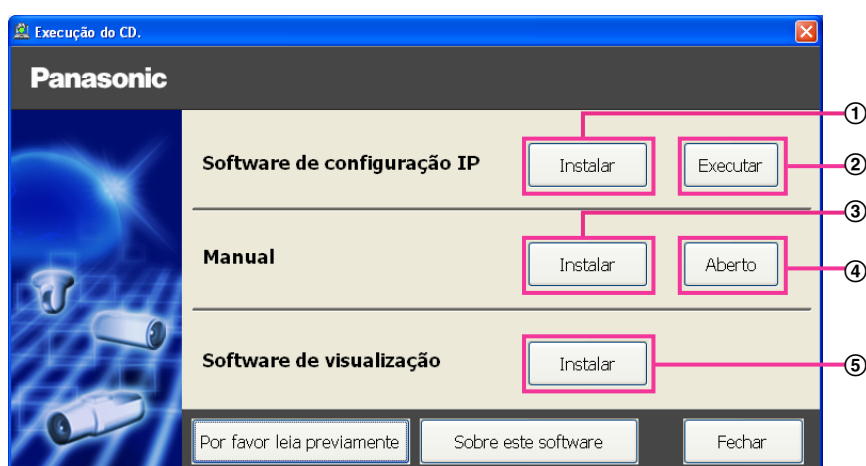 Execução do CD.
Panasonic
①
Software de configuração IP Instalar Executar ②
③
Manual Instalar Aberto ④
Software de visualização Instalar ⑤
Por favor leia previamente Sobre este software Fechar